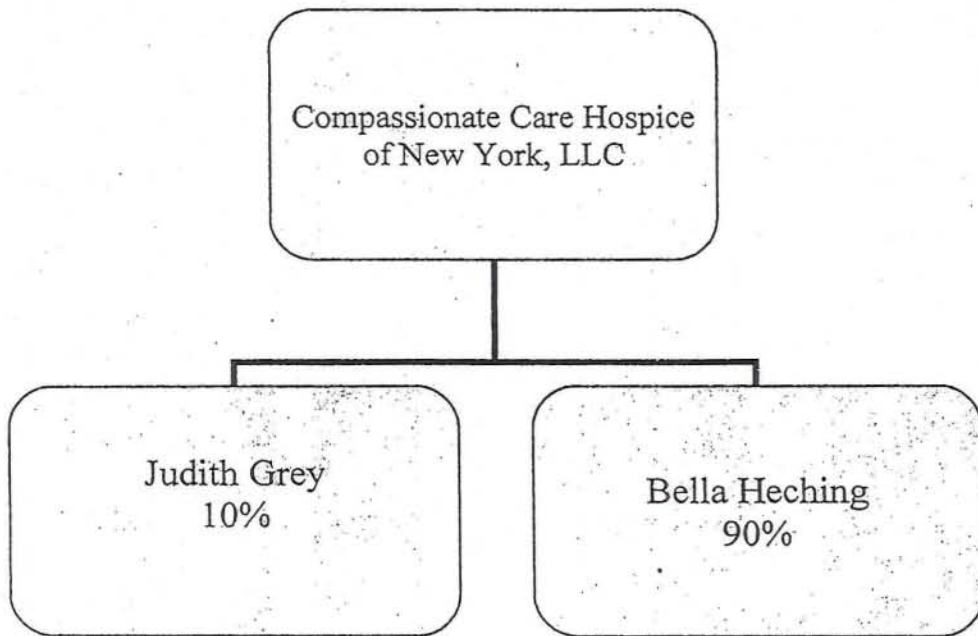 Compassionate Care Hospice
of New York, LLC
Judith Grey
10%
Bella Heching
90%